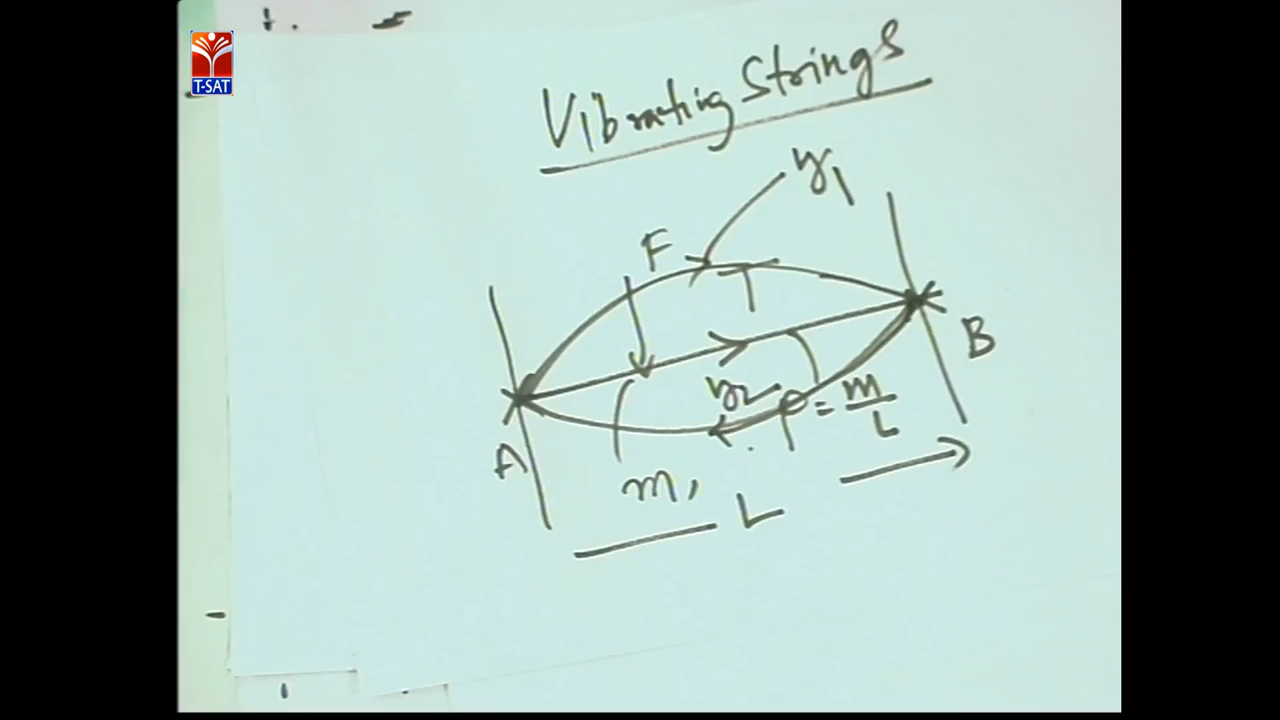 T-SAT
Vibrating Strings
y1
F
B
y2
ρ = m/L
A
m,
L